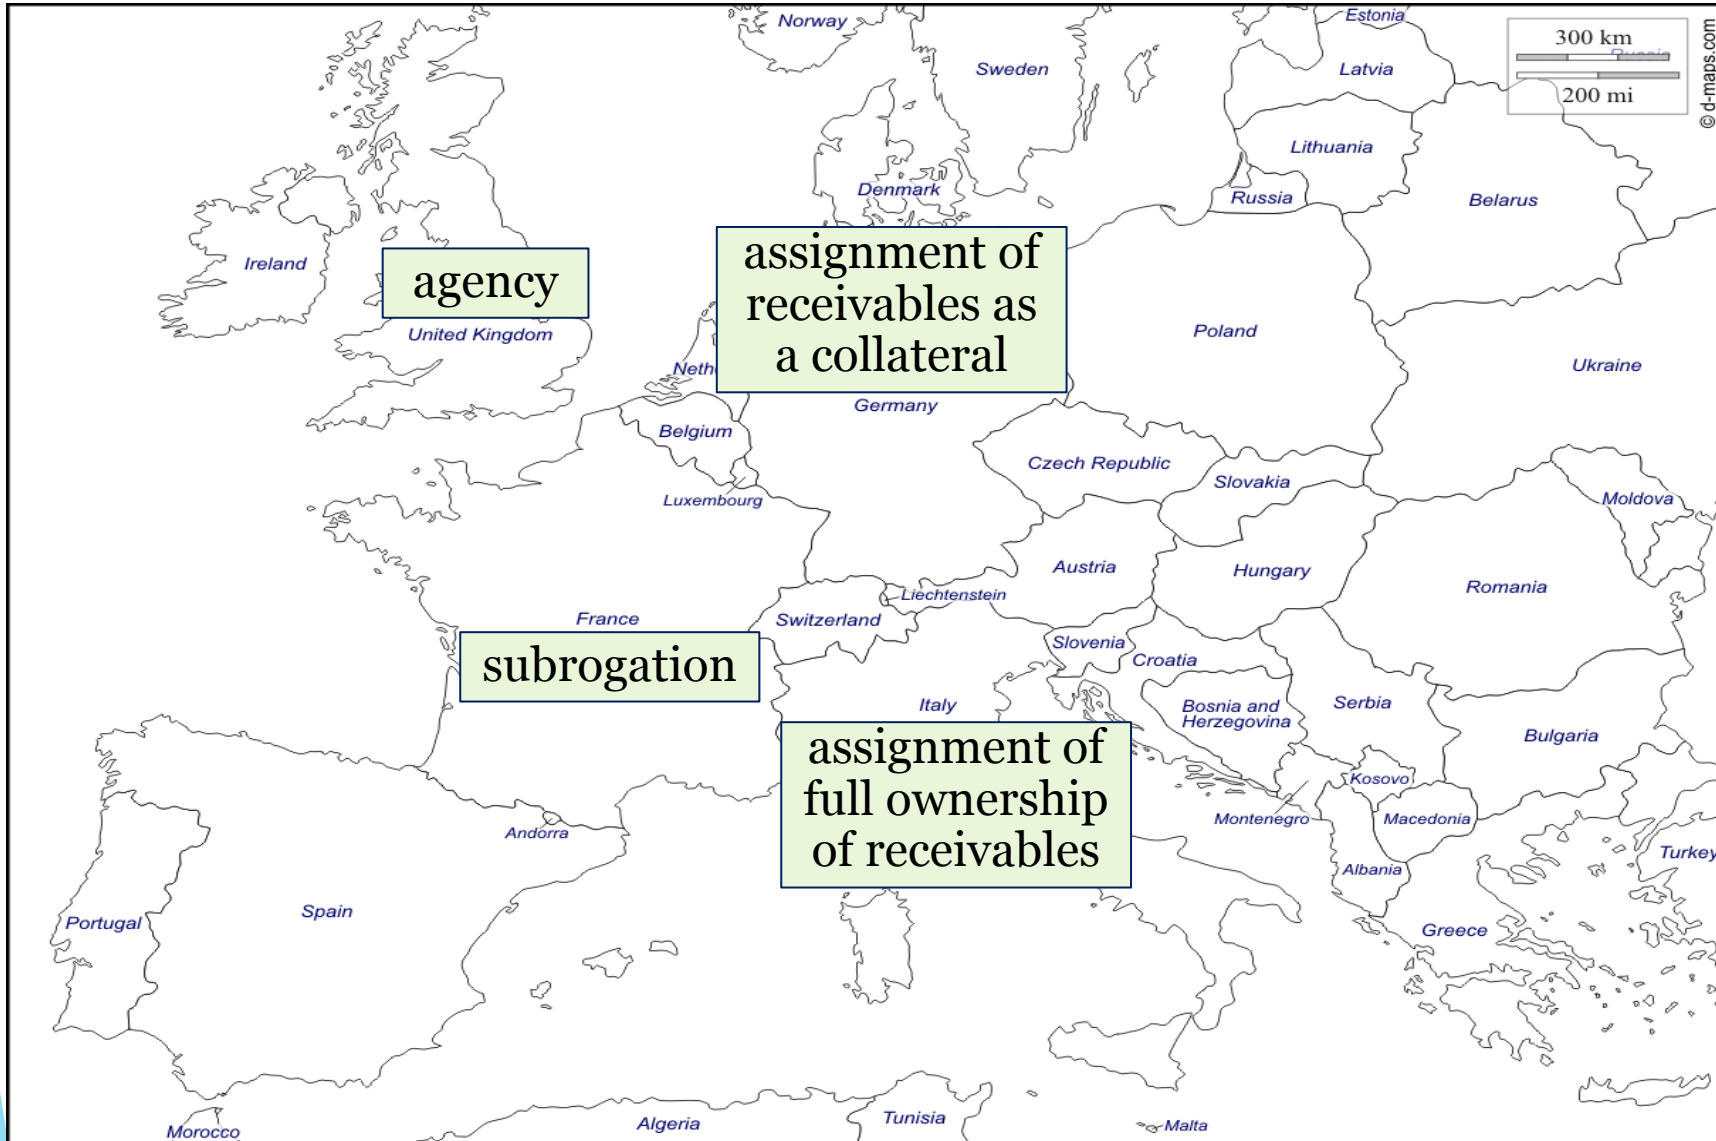 Norway
Estonia
300 km
Russia
200 mi
© d-maps.com
Sweden
Latvia
Lithuania
Denmark
Russia
Belarus
Ireland
agency
United Kingdom
assignment of
receivables as
a collateral
Poland
Ukraine
Germany
Belgium
Luxembourg
Czech Republic
Slovakia
Moldova
Austria
Hungary
Romania
Liechtenstein
France
Switzerland
Slovenia
Croatia
subrogation
Italy
Bosnia and
Herzegovina
Serbia
Bulgaria
assignment of
full ownership
of receivables
Kosovo
Montenegro
Macedonia
Andorra
Albania
Turkey
Portugal
Spain
Greece
Morocco
Algeria
Tunisia
Malta